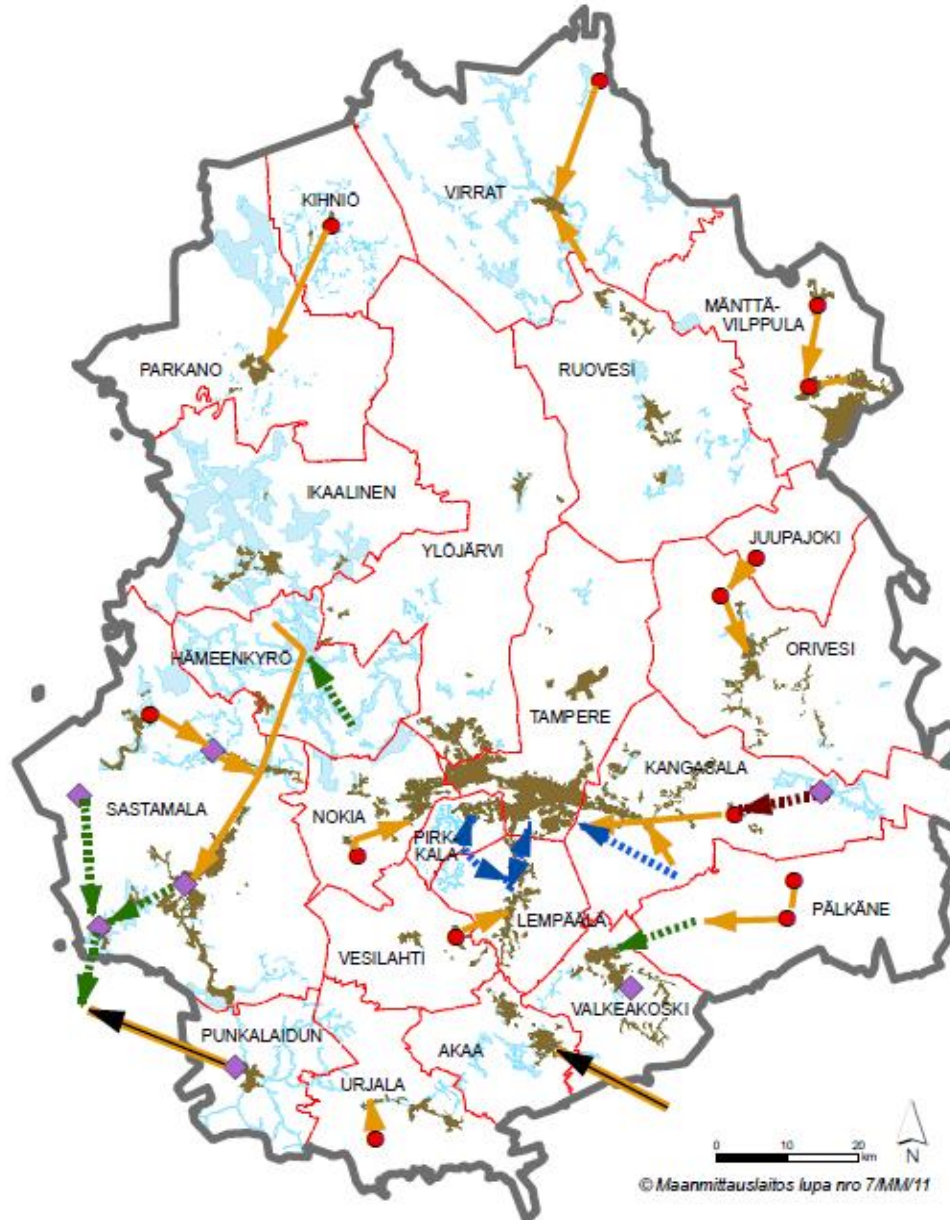 VIRRAT
KIHNIÖ
MÄNTTÄ-
VILPPULA
PARKANO
RUOVESI
IKAALINEN
JUUPAJOKI
YLÖJÄRVI
ORIVESI
HÄMEENKYRÖ
TAMPERE
KANGASALA
SASTAMALA
NOKIA
PIRK-
KALA
PÄLKÄNE
LEMPÄÄLÄ
VESILAHTI
VALKEAKOSKI
PUNKALAIDUN
AKAA
URJALA
0 10 20
km
N
© Maanmittauslaitos lupa nro 7/MM/11